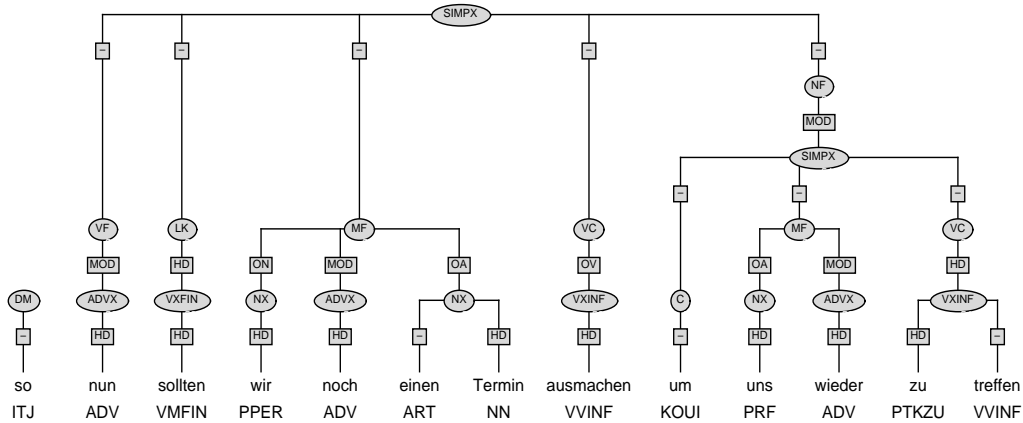 SIMPX
– – – – –
NF
MOD
SIMPX
– – –
VF LK MF VC MF VC
MOD HD ON MOD OA OV OA MOD HD
DM ADVX VXFIN NX ADVX NX VXINF C NX ADVX VXINF
– HD HD HD HD – HD HD – HD HD HD –
so nun sollten wir noch einen Termin ausmachen um uns wieder zu treffen
ITJ ADV VMFIN PPER ADV ART NN VVINF KOUI PRF ADV PTKZU VVINF